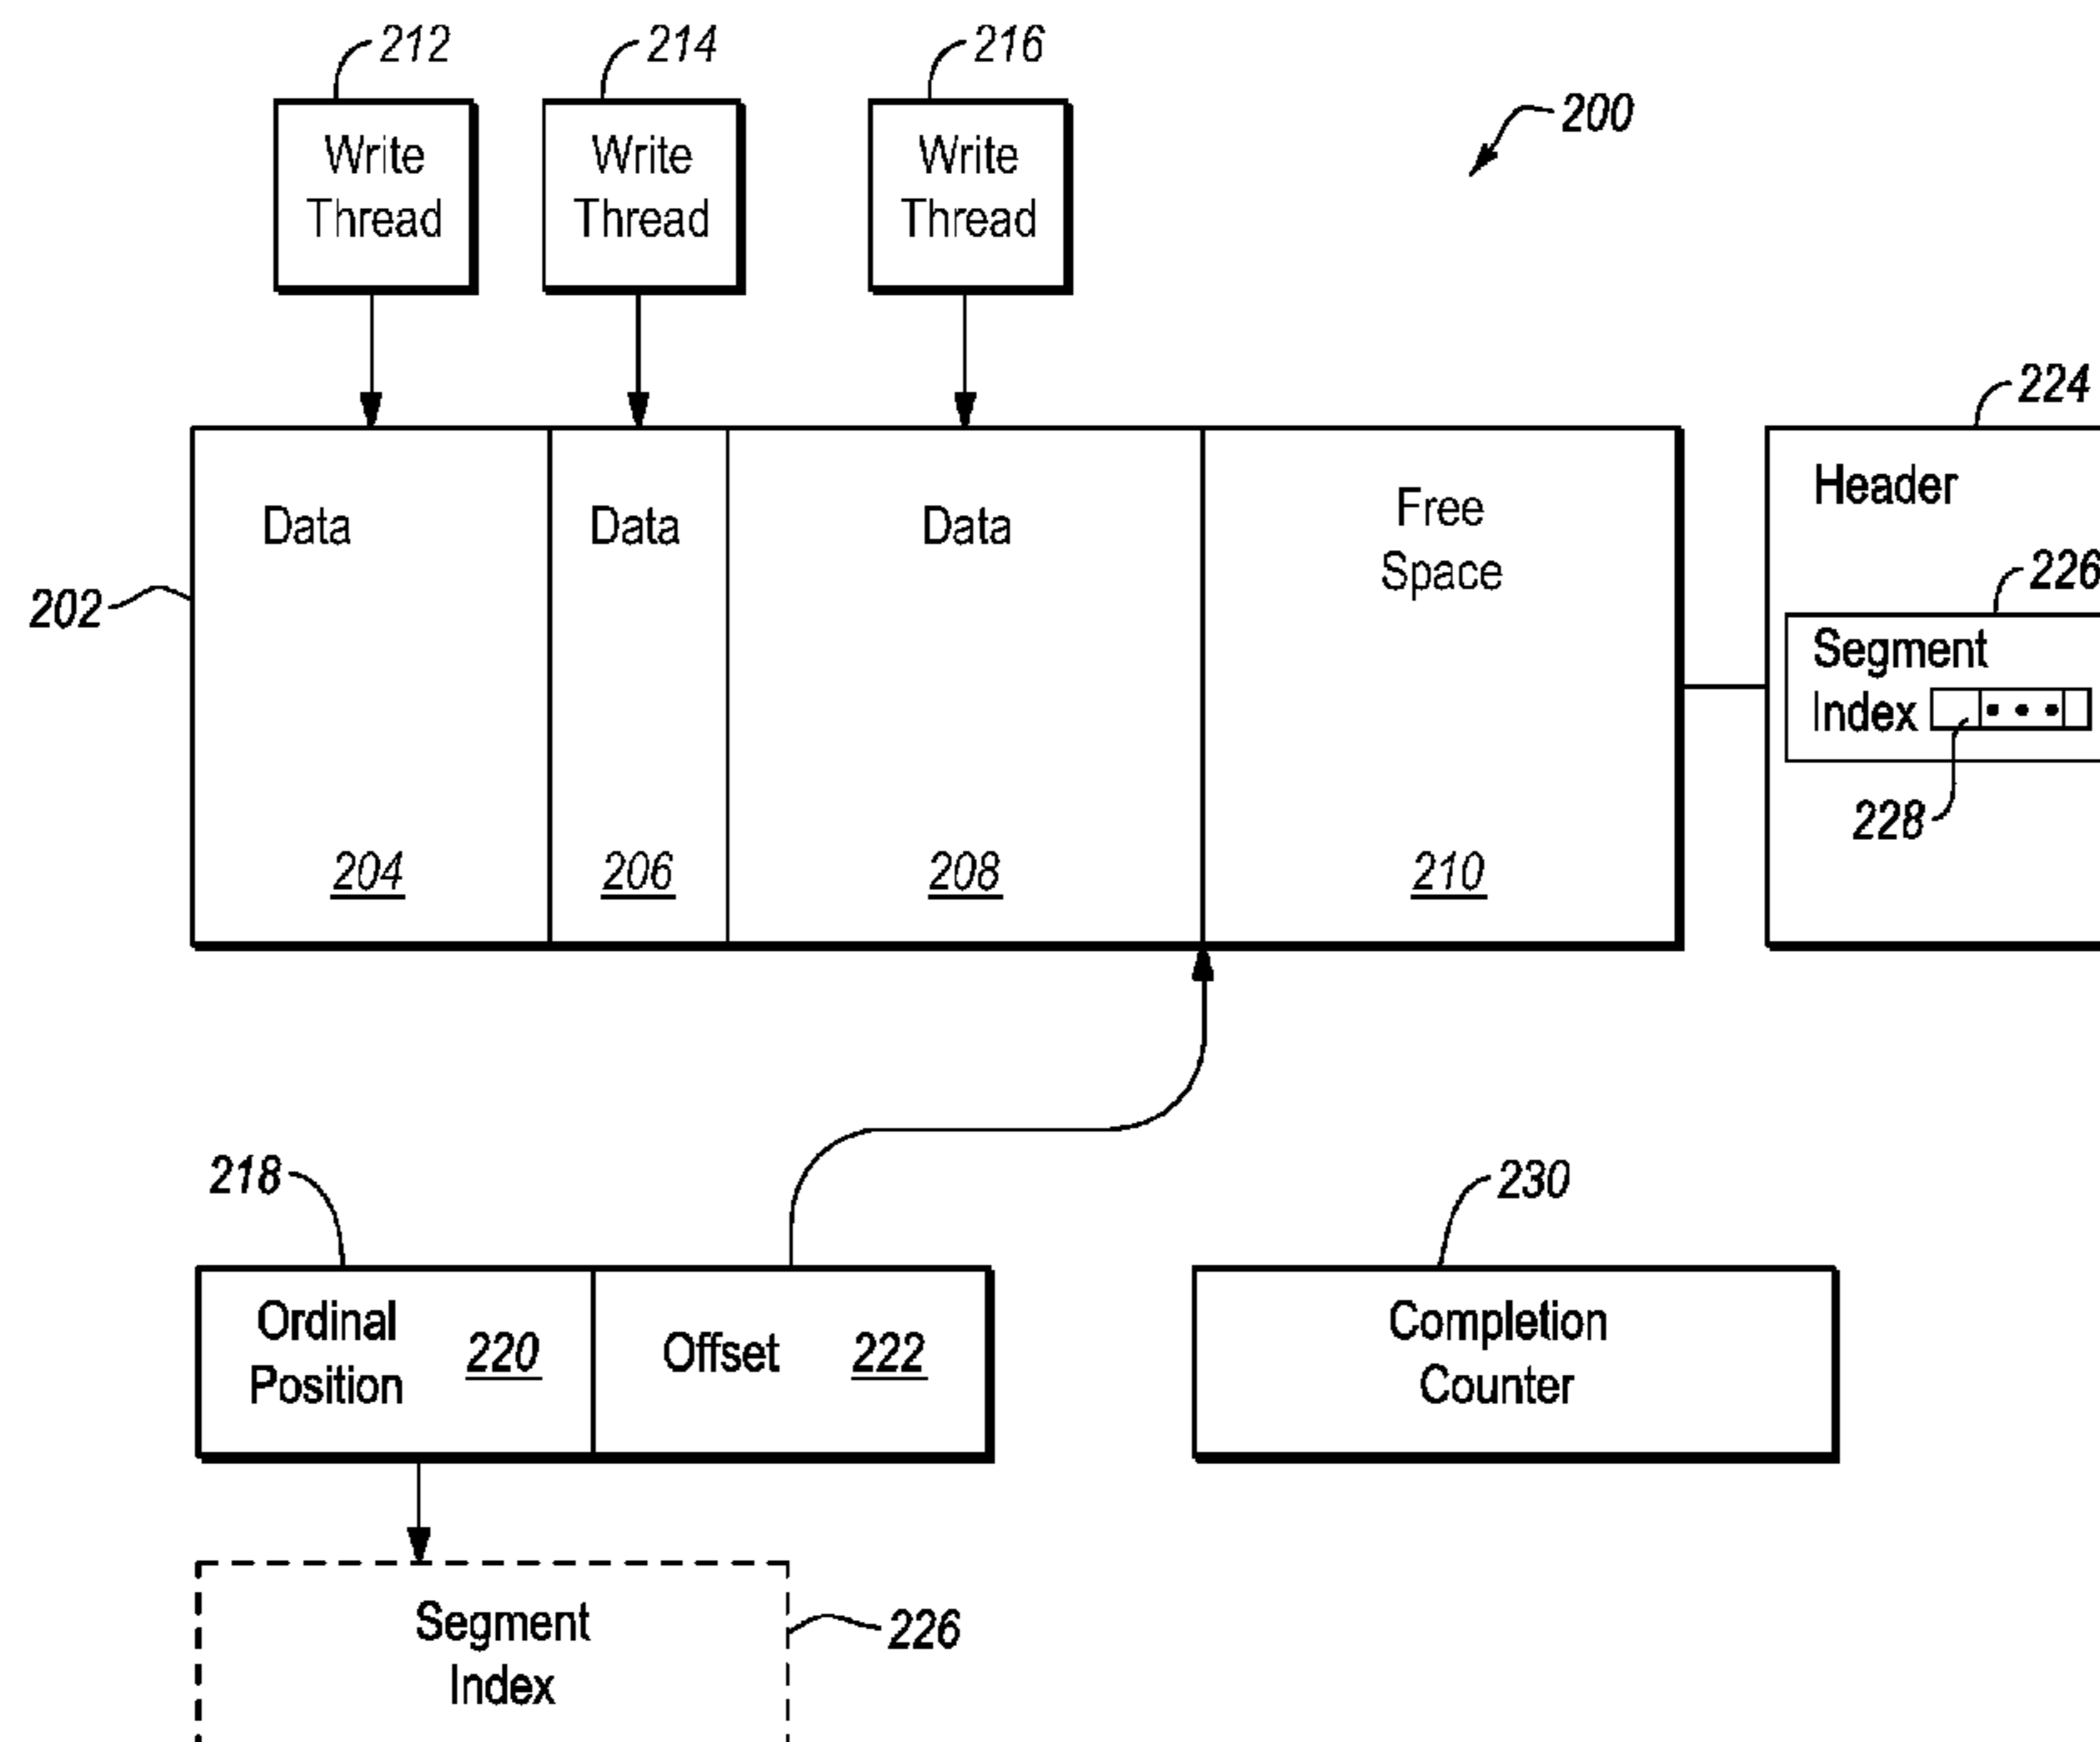 212
214
216
200
Write
Thread
Write
Thread
Write
Thread
224
Header
Data
Data
Data
Free
Space
202
226
Segment
Index
228
204
206
208
210
218
230
Ordinal
Position
220
Offset
222
Completion
Counter
Segment
Index
226